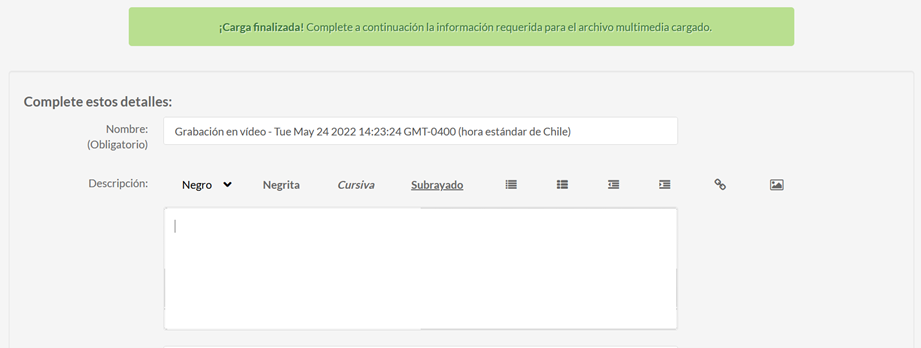 ¡Carga finalizada! Complete a continuación la información requerida para el archivo multimedia cargado.
Complete estos detalles:
Nombre:
(Obligatorio)
Grabación en vídeo - Tue May 24 2022 14:23:24 GMT-0400 (hora estándar de Chile)
Descripción:
Negro Negrita Cursiva Subrayado